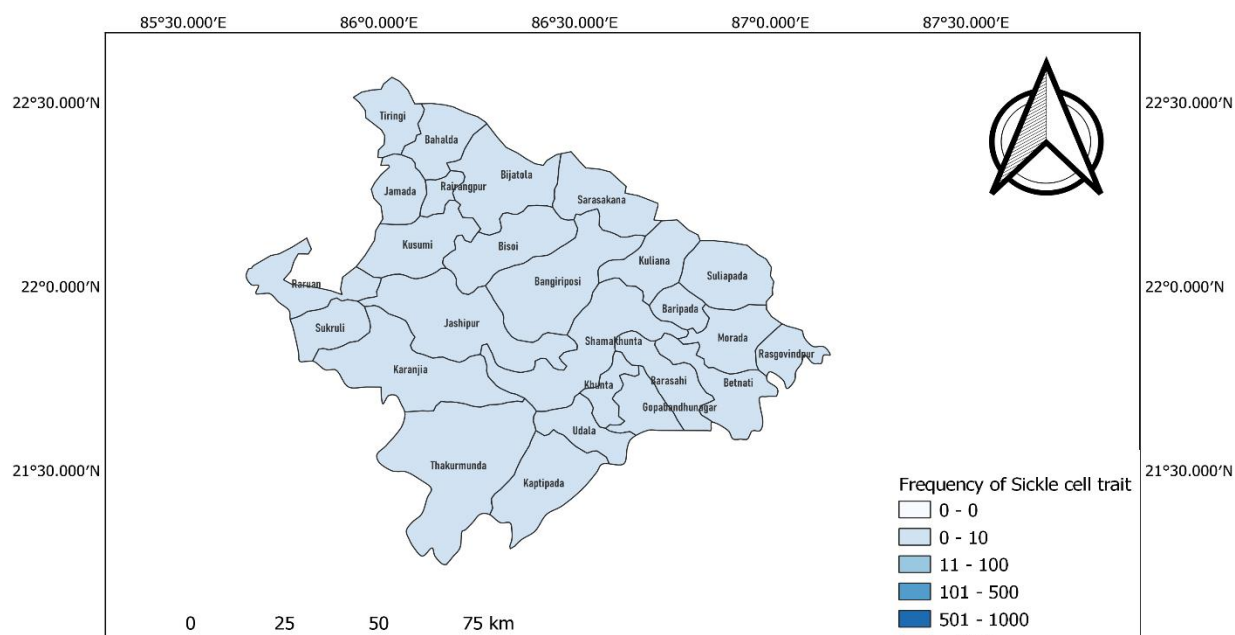 85°30.000′E 86°0.000′E 86°30.000′E 87°0.000′E 87°30.000′E
22°30.000′N 22°30.000′N
Tiringi
Bahalda
Bijatola
Jamada
Rairangpur
Sarasakana
Kusumi
Bisoi
Kuliana
Suliapada
Bangiriposi
Raruan
22°0.000′N 22°0.000′N
Baripada
Sukruli
Jashipur
Morada
Shamakhunta
Rasgovindpur
Karanjia
Khunta
Barasahi
Betnati
Gopabandhunagar
Udala
Thakurmunda
21°30.000′N 21°30.000′N
Kaptipada
Frequency of Sickle cell trait
0 - 0
0 - 10
11 - 100
101 - 500
501 - 1000
0 25 50 75 km